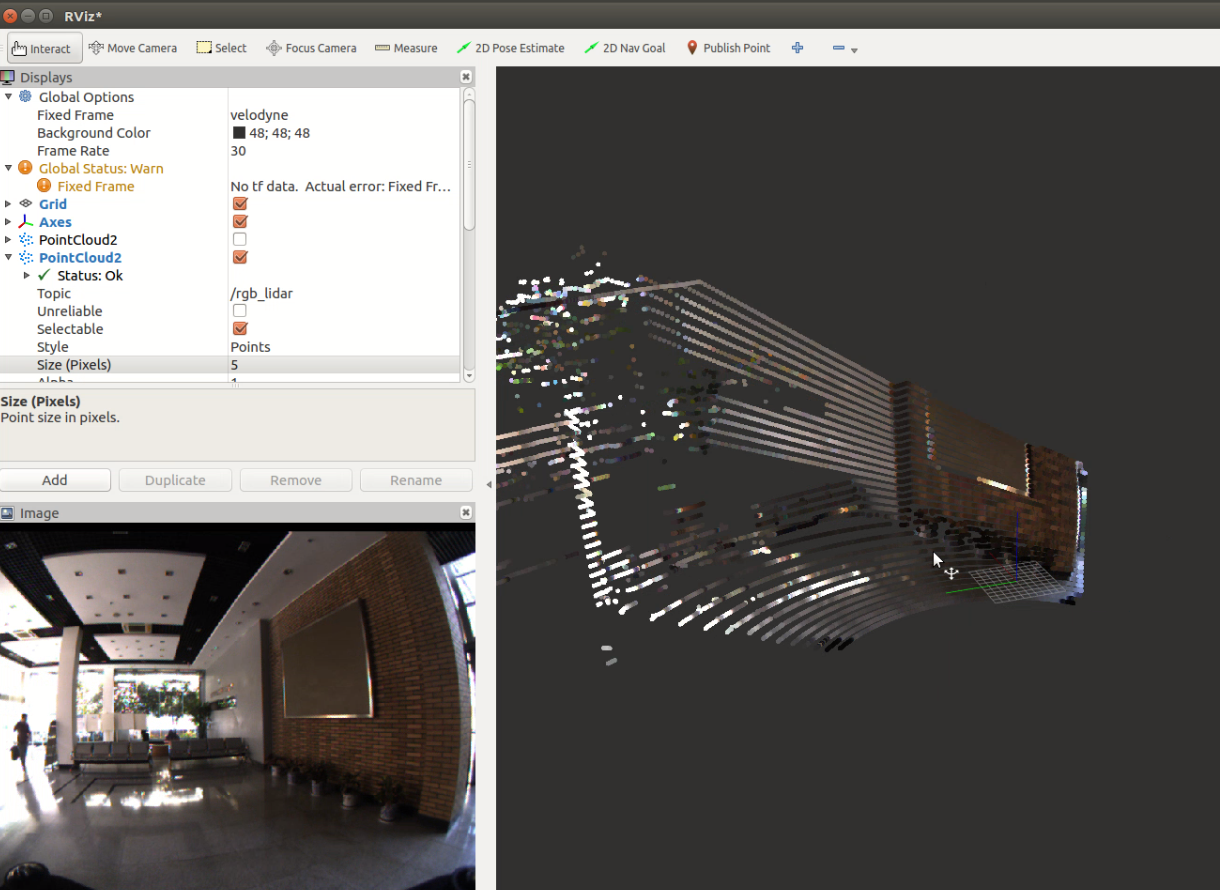 RViz*
Interact Move Camera Select Focus Camera Measure 2D Pose Estimate 2D Nav Goal Publish Point
Displays
Global Options
Fixed Frame velodyne
Background Color 48; 48; 48
Frame Rate 30
Global Status: Warn
Fixed Frame No tf data. Actual error: Fixed Fr...
Grid
Axes
PointCloud2
PointCloud2
Status: Ok
Topic /rgb_lidar
Unreliable
Selectable
Style Points
Size (Pixels) 5
Alpha 1
Size (Pixels)
Point size in pixels.
Add Duplicate Remove Rename
Image